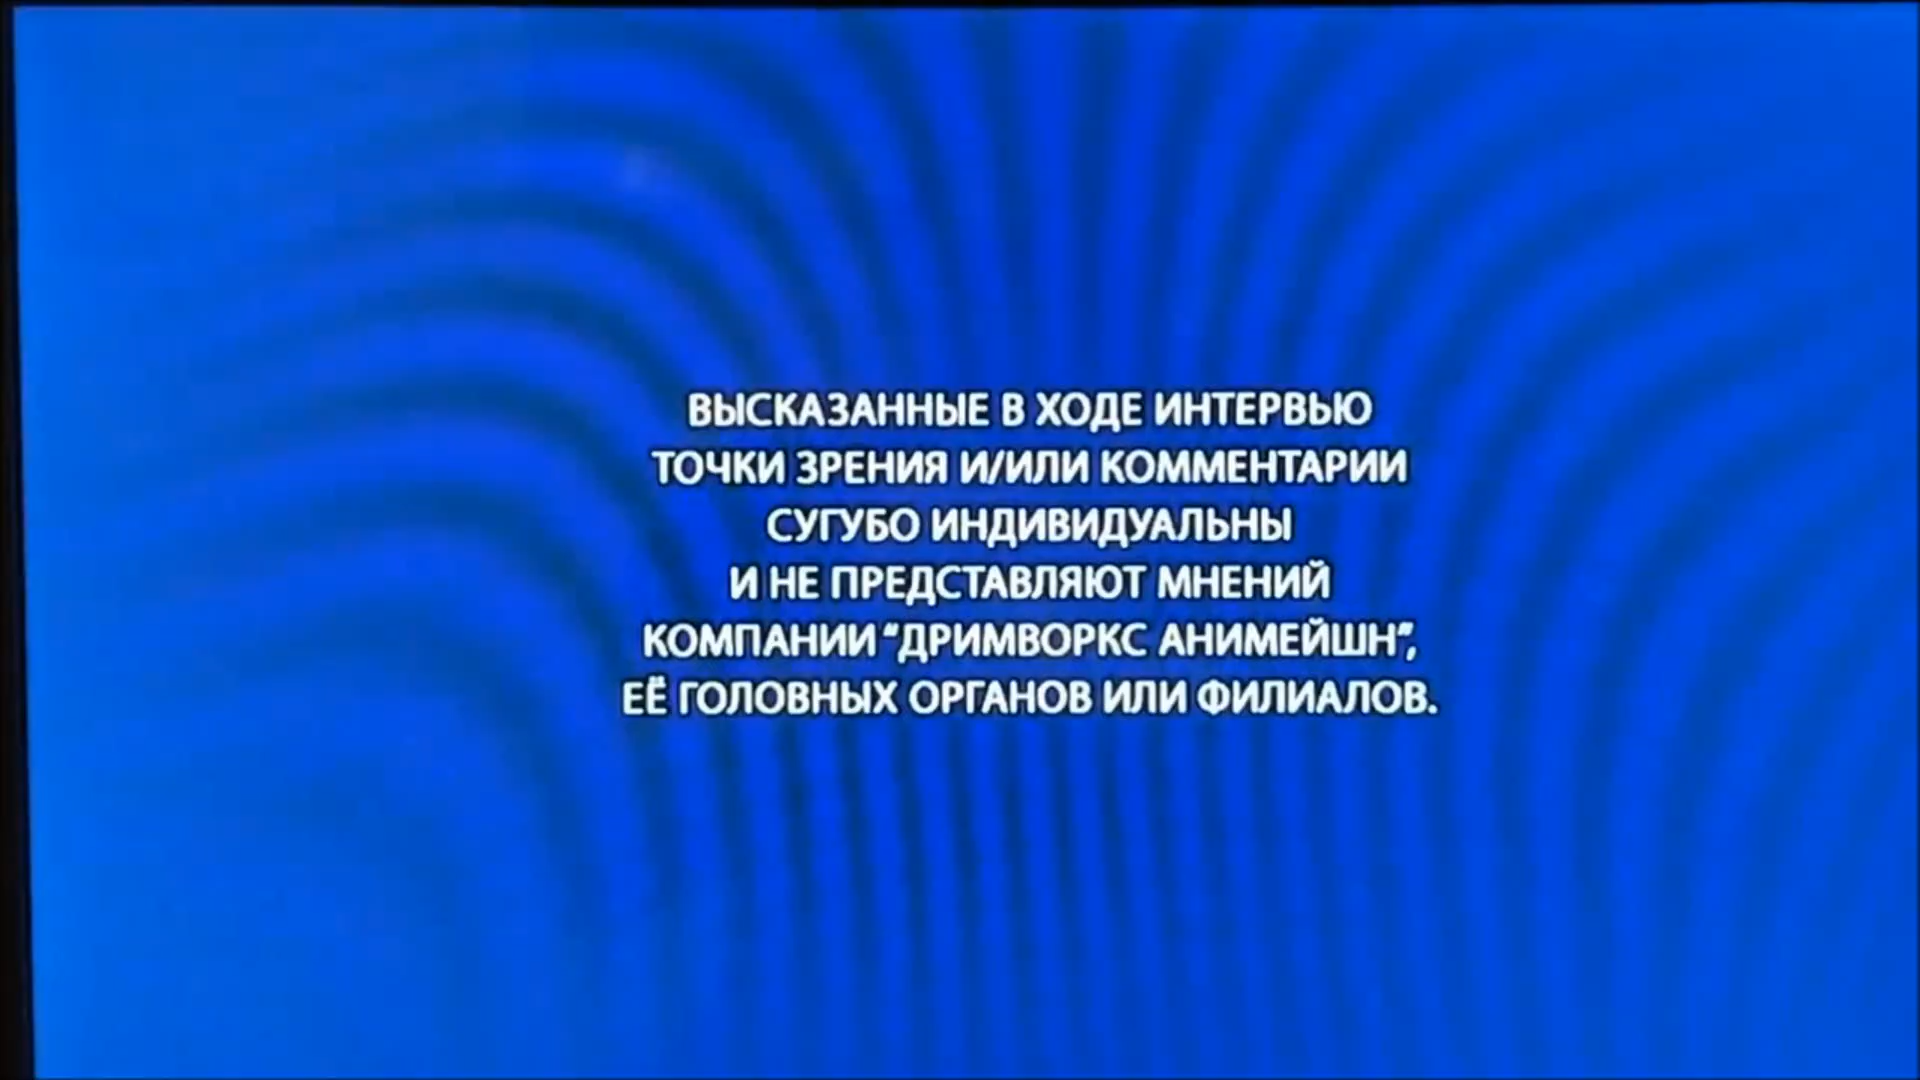 ВЫСКАЗАННЫЕ В ХОДЕ ИНТЕРВЬЮ
ТОЧКИ ЗРЕНИЯ И/ИЛИ КОММЕНТАРИИ
СУГУБО ИНДИВИДУАЛЬНЫ
И НЕ ПРЕДСТАВЛЯЮТ МНЕНИЙ
КОМПАНИИ “ДРИМВОРКС АНИМЕЙШН”,
ЕЁ ГОЛОВНЫХ ОРГАНОВ ИЛИ ФИЛИАЛОВ.